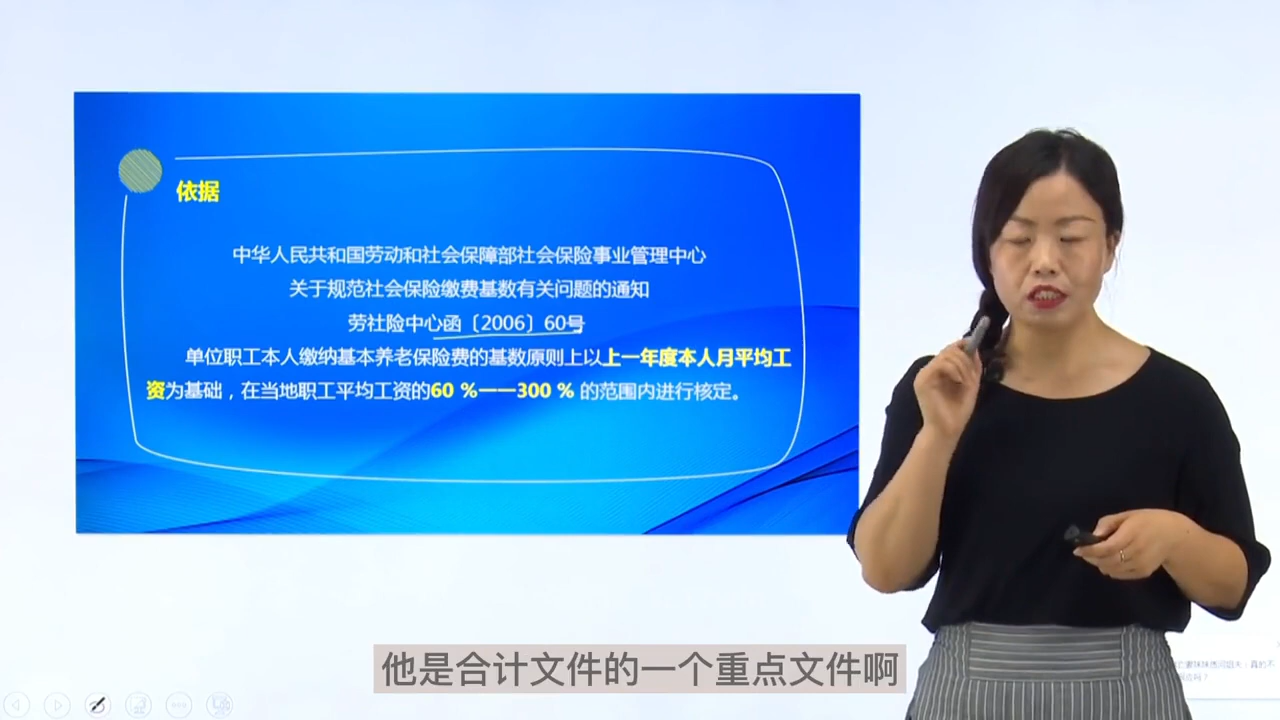 依据
中华人民共和国劳动和社会保障部社会保险事业管理中心
关于规范社会保险缴费基数有关问题的通知
劳社险中心函〔2006〕60号
单位职工本人缴纳基本养老保险费的基数原则上以上一年度本人月平均工
资为基础，在当地职工平均工资的60 %——300 % 的范围内进行核定。
他是合计文件的一个重点文件啊